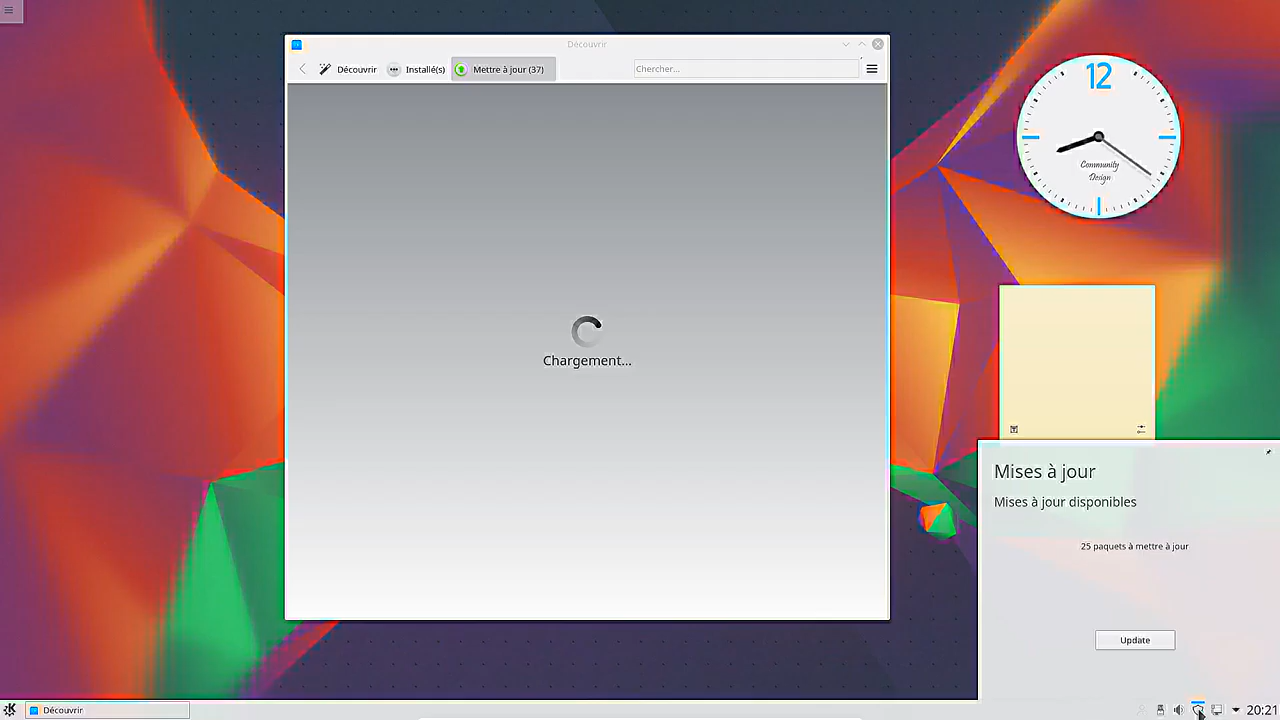 Découvrir
Découvrir
Installé(s)
Mettre à jour (37)
Chercher...
Chargement...
12
Community
Design
Mises à jour
Mises à jour disponibles
25 paquets à mettre à jour
Update
Découvrir
20:21